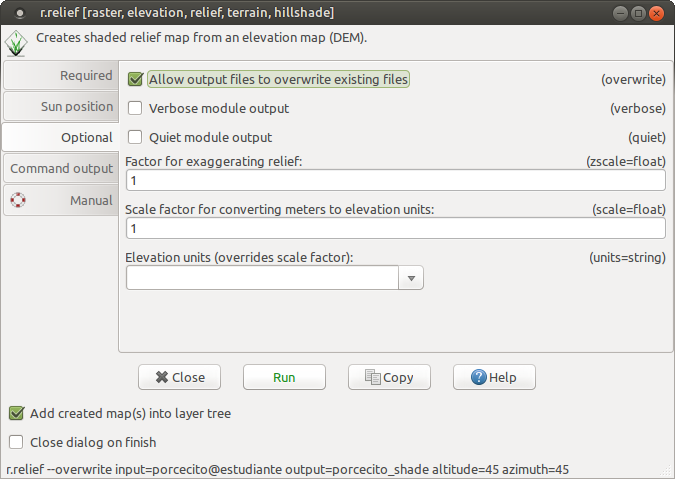 r.relief [raster, elevation, relief, terrain, hillshade]
Creates shaded relief map from an elevation map (DEM).
Required
Sun position
Optional
Command output
Manual
Allow output files to overwrite existing files (overwrite)
Verbose module output (verbose)
Quiet module output (quiet)
Factor for exaggerating relief: (zscale=float)
1
Scale factor for converting meters to elevation units: (scale=float)
1
Elevation units (overrides scale factor): (units=string)
Close Run Copy Help
Add created map(s) into layer tree
Close dialog on finish
r.relief --overwrite input=porcecito@estudiante output=porcecito_shade altitude=45 azimuth=45